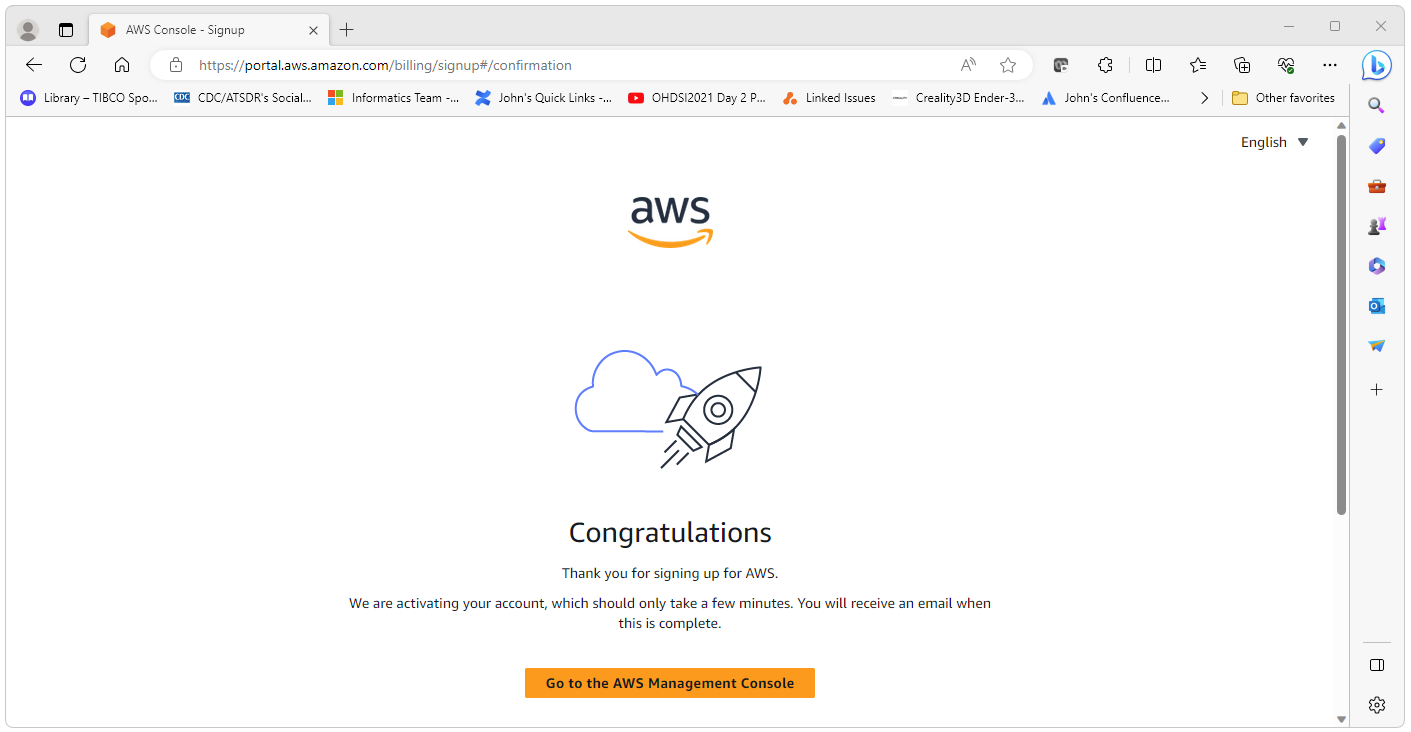 AWS Console - Signup
https://portal.aws.amazon.com/billing/signup#/confirmation
Library – TIBCO Spo... CDC CDC/ATSDR's Social... Informatics Team -... John's Quick Links -... OHDSI2021 Day 2 P... Linked Issues Creality3D Ender-3... John's Confluence... Other favorites
English
aws
Congratulations
Thank you for signing up for AWS.
We are activating your account, which should only take a few minutes. You will receive an email when
this is complete.
Go to the AWS Management Console